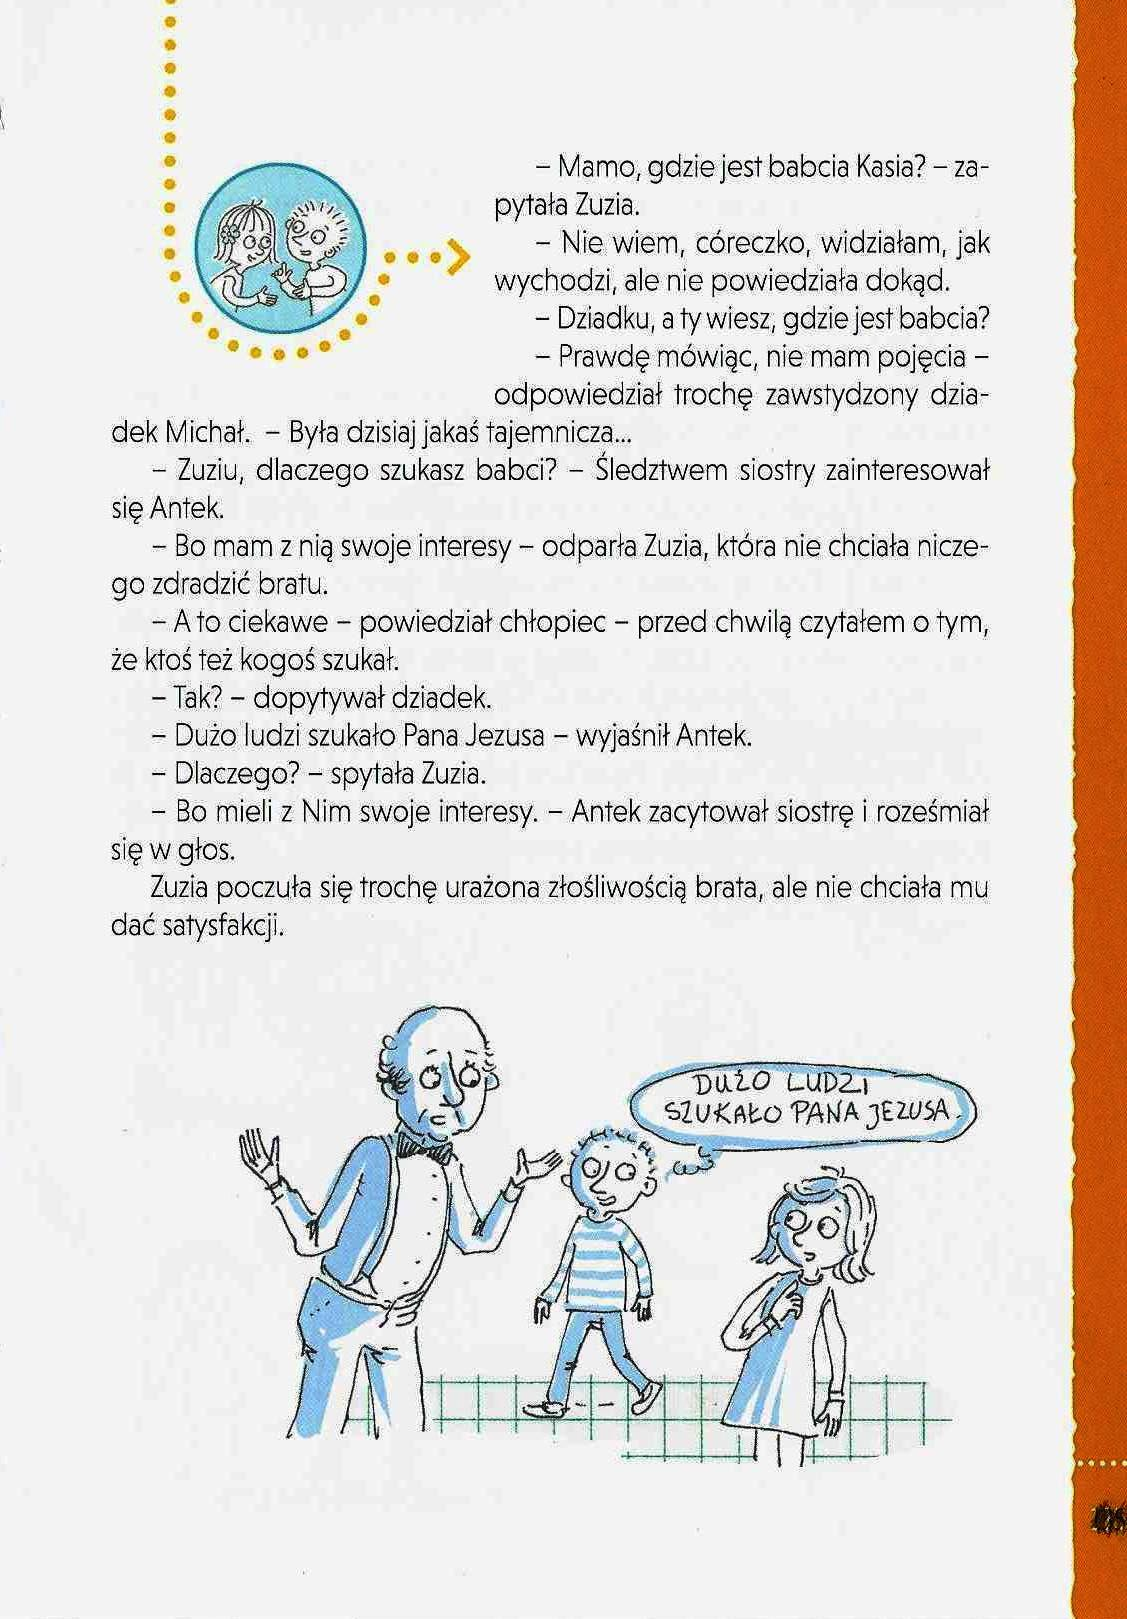 – Mamo, gdzie jest babcia Kasia? – za-
pytała Zuzia.
– Nie wiem, córeczko, widziałam, jak
wychodzi, ale nie powiedziała dokąd.
– Dziadku, a ty wiesz, gdzie jest babcia?
– Prawdę mówiąc, nie mam pojęcia –
odpowiedział trochę zawstydzony dzia-
dek Michał. – Była dzisiaj jakaś tajemnicza...
– Zuziu, dlaczego szukasz babci? – Śledztwem siostry zainteresował
się Antek.
– Bo mam z nią swoje interesy – odparła Zuzia, która nie chciała nicze-
go zdradzić bratu.
– A to ciekawe – powiedział chłopiec – przed chwilą czytałem o tym,
że ktoś też kogoś szukał.
– Tak? – dopytywał dziadek.
– Dużo ludzi szukało Pana Jezusa – wyjaśnił Antek.
– Dlaczego? – spytała Zuzia.
– Bo mieli z Nim swoje interesy. – Antek zacytował siostrę i roześmiał
się w głos.
Zuzia poczuła się trochę urażona złośliwością brata, ale nie chciała mu
dać satysfakcji.
DUŻO LUDZI
SZUKAŁO PANA JEZUSA.